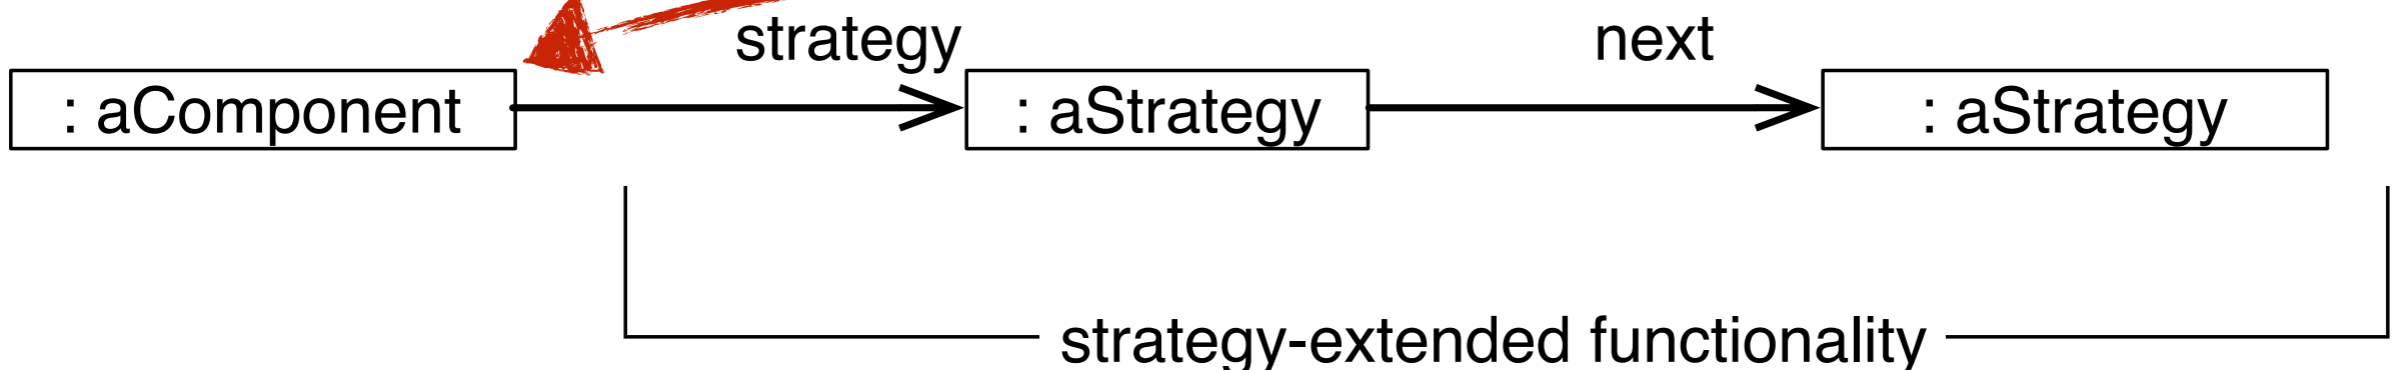 strategy
next
: aComponent
: aStrategy
: aStrategy
strategy-extended functionality